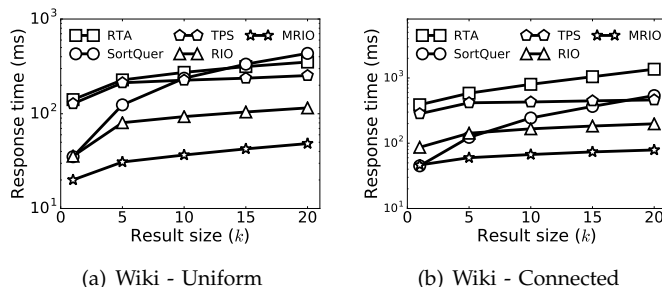 10³
10²
10¹
Response time (ms)
RTA
SortQuer
TPS
RIO
MRIO
0 5 10 15 20
Result size (k)
(a) Wiki - Uniform
10³
10²
10¹
Response time (ms)
RTA
SortQuer
TPS
RIO
MRIO
0 5 10 15 20
Result size (k)
(b) Wiki - Connected